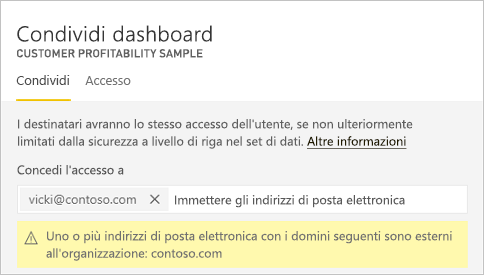 Condividi dashboard
CUSTOMER PROFITABILITY SAMPLE
Condividi Accesso
I destinatari avranno lo stesso accesso dell'utente, se non ulteriormente
limitati dalla sicurezza a livello di riga nel set di dati. Altre informazioni
Concedi l'accesso a
vicki@contoso.com Immettere gli indirizzi di posta elettronica
Uno o più indirizzi di posta elettronica con i domini seguenti sono esterni
all'organizzazione: contoso.com